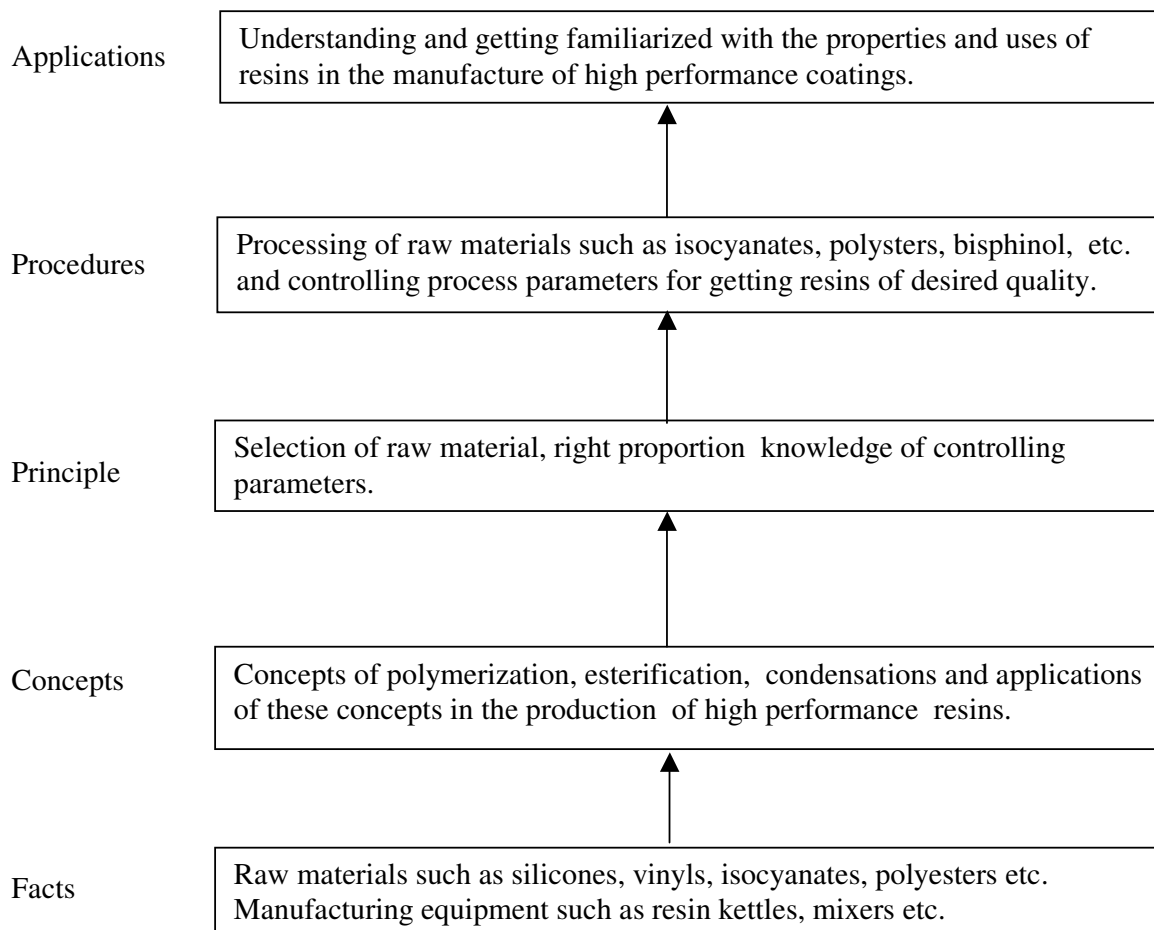 Applications
Understanding and getting familiarized with the properties and uses of
resins in the manufacture of high performance coatings.
Procedures
Processing of raw materials such as isocyanates, polysters, bisphinol, etc.
and controlling process parameters for getting resins of desired quality.
Principle
Selection of raw material, right proportion knowledge of controlling
parameters.
Concepts
Concepts of polymerization, esterification, condensations and applications
of these concepts in the production of high performance resins.
Facts
Raw materials such as silicones, vinyls, isocyanates, polyesters etc.
Manufacturing equipment such as resin kettles, mixers etc.